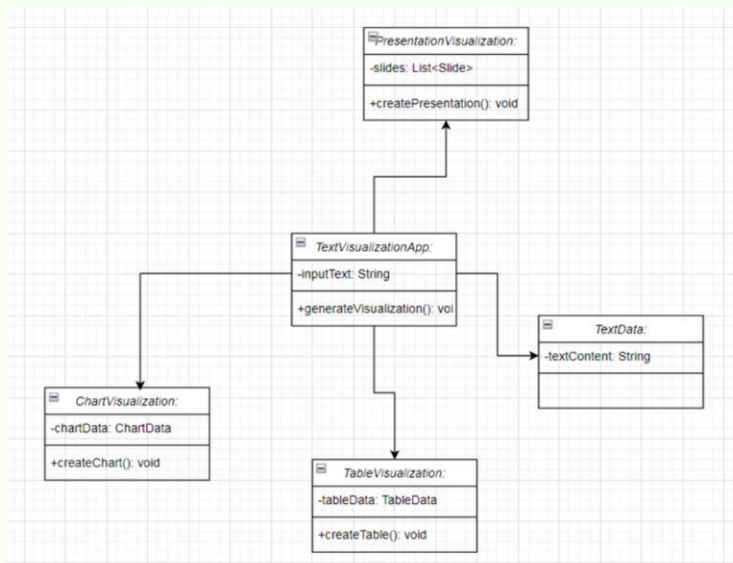 PresentationVisualization:
-slides: List<Slide>
+createPresentation(): void
TextVisualizationApp:
-inputText: String
+generateVisualization(): voi
TextData:
-textContent: String
ChartVisualization:
-chartData: ChartData
+createChart(): void
TableVisualization:
-tableData: TableData
+createTable(): void